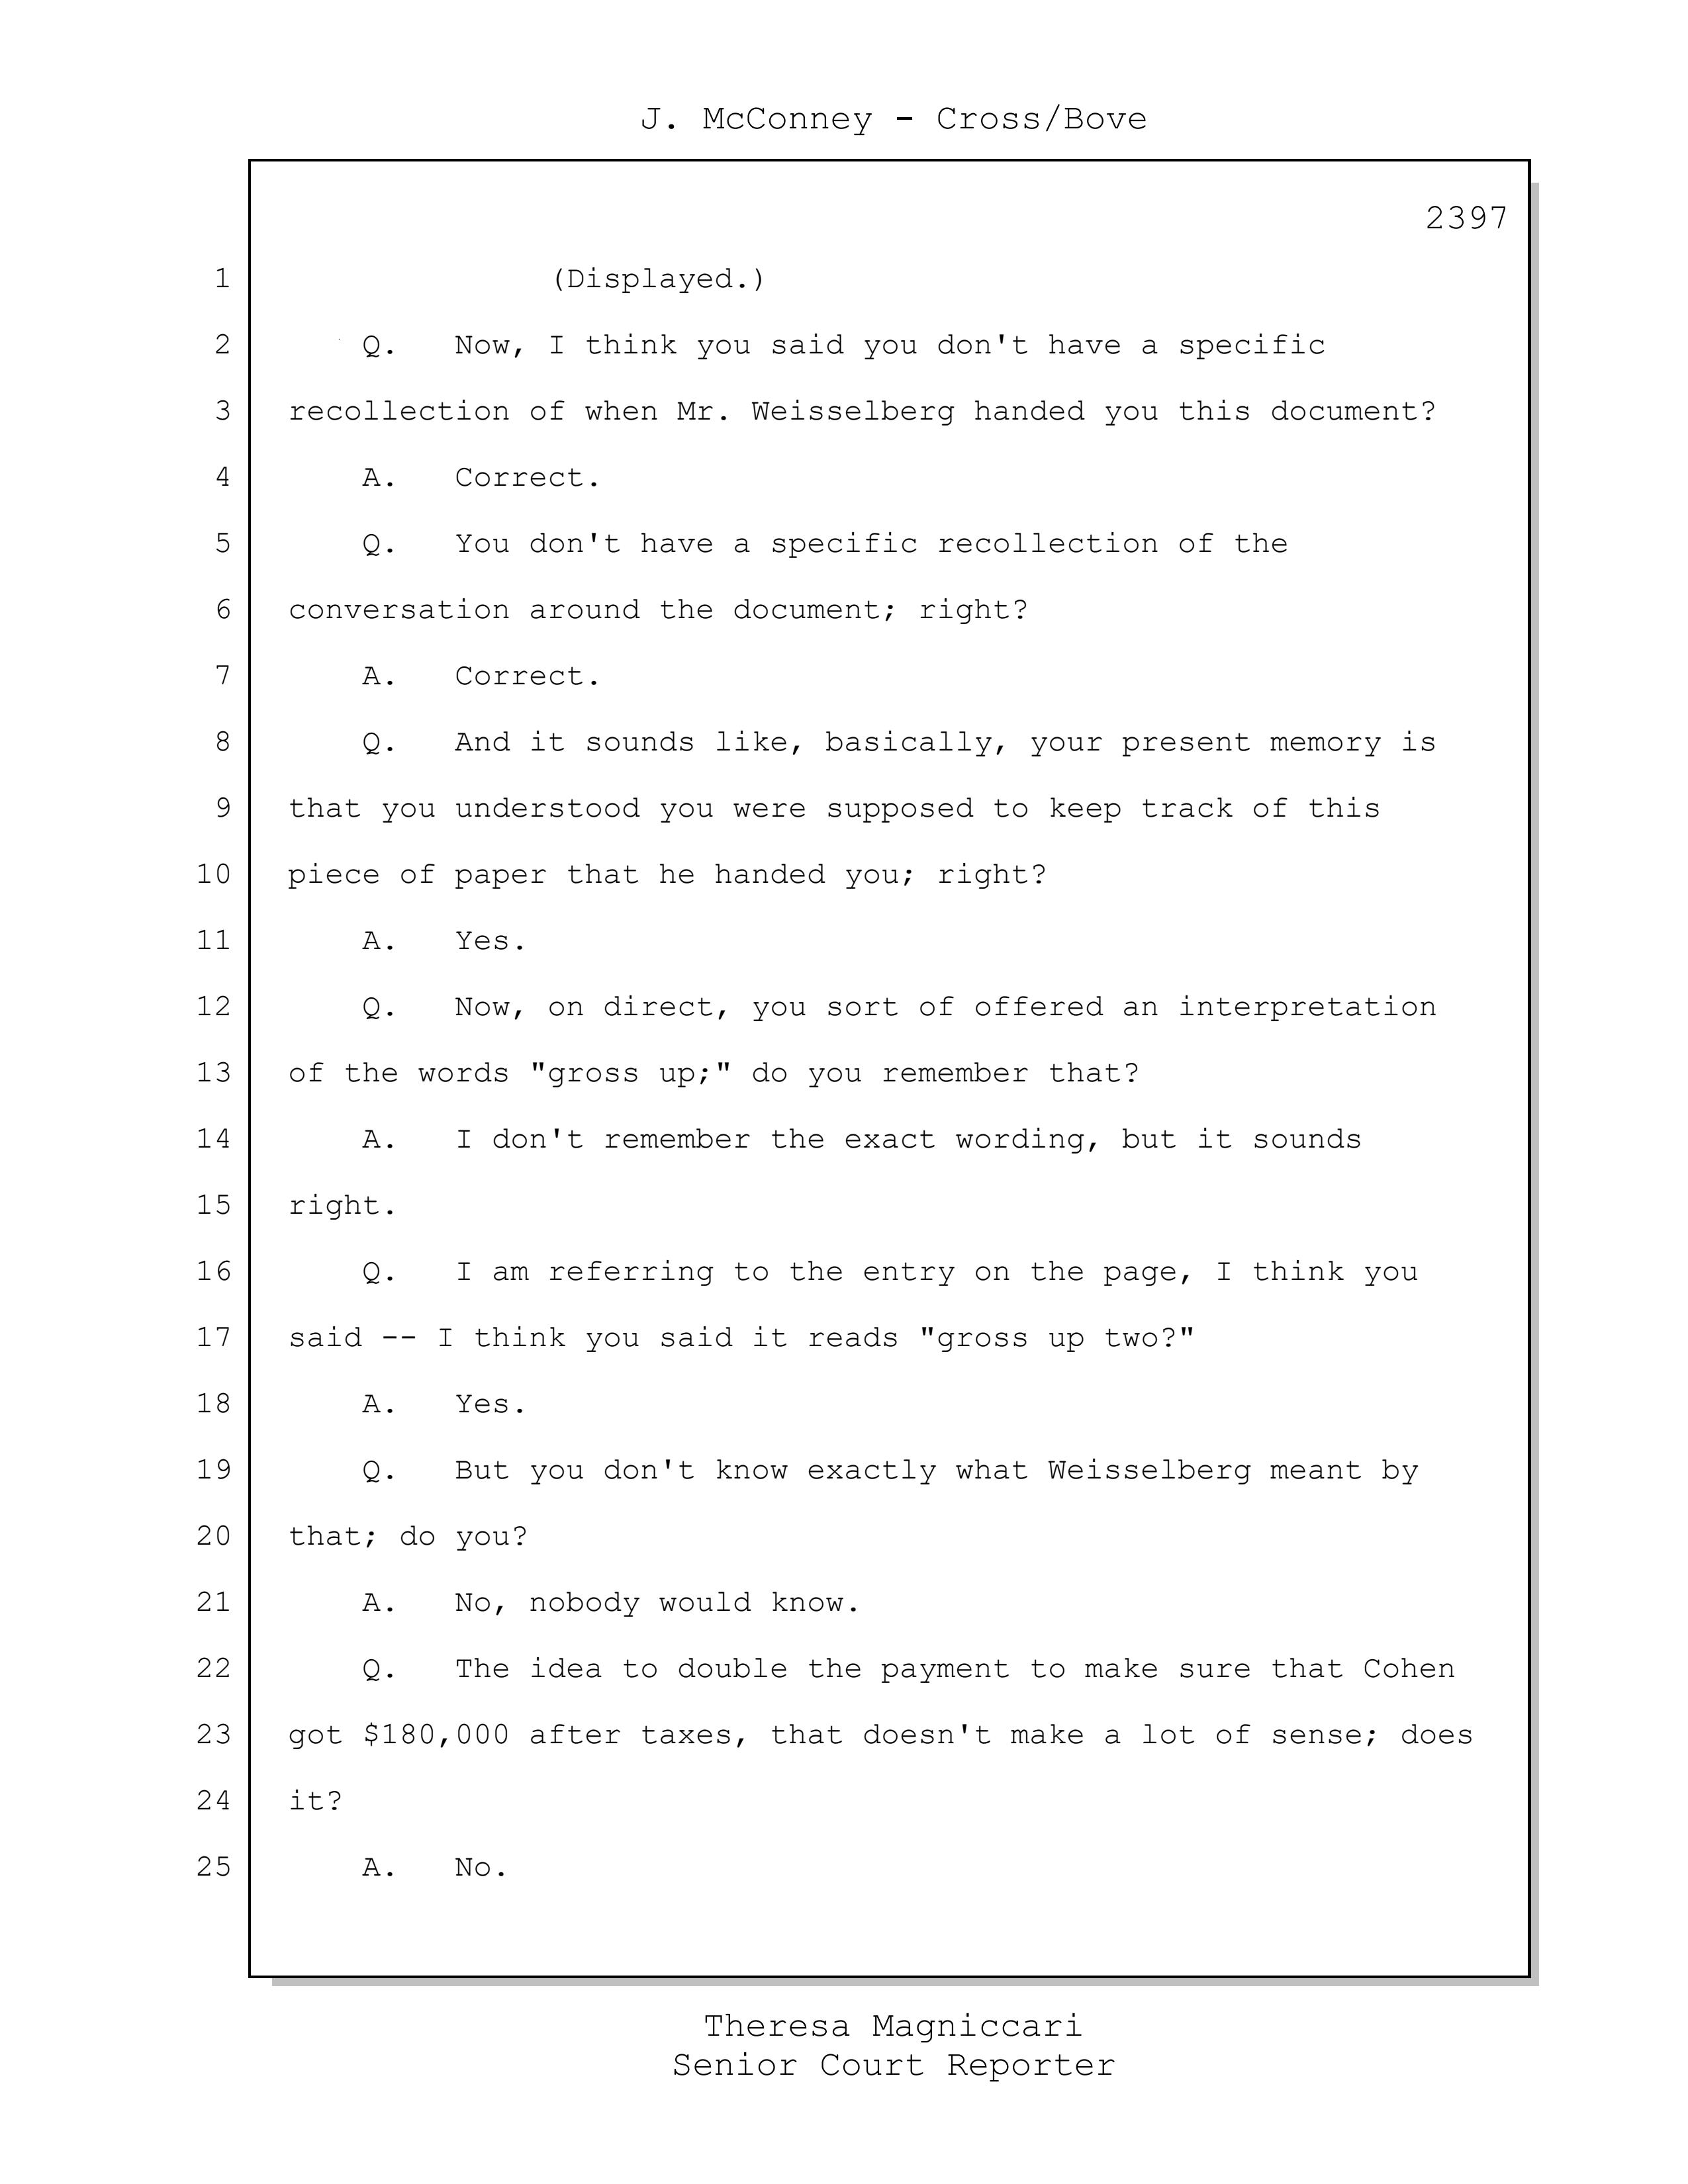 J. McConney - Cross/Bove
2397
1 (Displayed.)
2 Q. Now, I think you said you don't have a specific
3 recollection of when Mr. Weisselberg handed you this document?
4 A. Correct.
5 Q. You don't have a specific recollection of the
6 conversation around the document; right?
7 A. Correct.
8 Q. And it sounds like, basically, your present memory is
9 that you understood you were supposed to keep track of this
10 piece of paper that he handed you; right?
11 A. Yes.
12 Q. Now, on direct, you sort of offered an interpretation
13 of the words "gross up;" do you remember that?
14 A. I don't remember the exact wording, but it sounds
15 right.
16 Q. I am referring to the entry on the page, I think you
17 said -- I think you said it reads "gross up two?"
18 A. Yes.
19 Q. But you don't know exactly what Weisselberg meant by
20 that; do you?
21 A. No, nobody would know.
22 Q. The idea to double the payment to make sure that Cohen
23 got $180,000 after taxes, that doesn't make a lot of sense; does
24 it?
25 A. No.
Theresa Magniccari
Senior Court Reporter